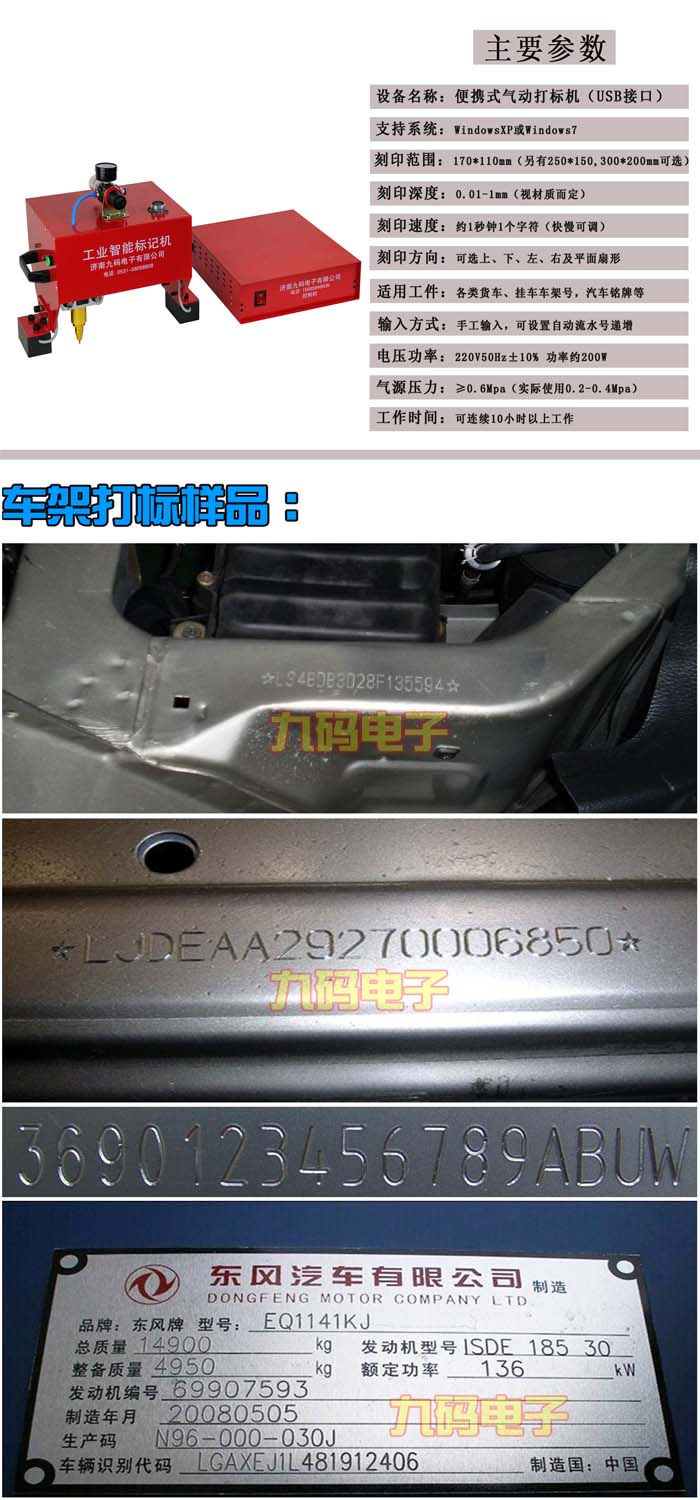 主要参数
设备名称：便携式气动打标机（USB接口）
支持系统：WindowsXP或Windows7
刻印范围：170*110mm（另有250*150,300*200mm可选）
刻印深度：0.01-1mm（视材质而定）
刻印速度：约1秒钟1个字符（快慢可调）
刻印方向：可选上、下、左、右及平面扇形
适用工件：各类货车、挂车车架号，汽车铭牌等
输入方式：手工输入，可设置自动流水号递增
电压功率：220V50Hz±10% 功率约200W
气源压力：≥0.6Mpa（实际使用0.2-0.4Mpa）
工作时间：可连续10小时以上工作
工业智能标记机
济南九码电子有限公司
济南九码电子有限公司
控制机
车架打标样品：
☆LS4BDB3D28F135594☆
九码电子
★LJDEAA29270006850★
九码电子
3690123456789ABUW
东风汽车有限公司 制造
DONGFENG MOTOR COMPANY LTD.
品牌：东风牌 型号：EQ1141KJ
总质量 14900 kg 发动机型号 ISDE 185 30
整备质量 4950 kg 额定功率 136 kW
发动机编号 69907593
制造年月 20080505
九码电子
生产码 N96-000-030J
车辆识别代码 LGAXEJ1L481912406 制造国：中国